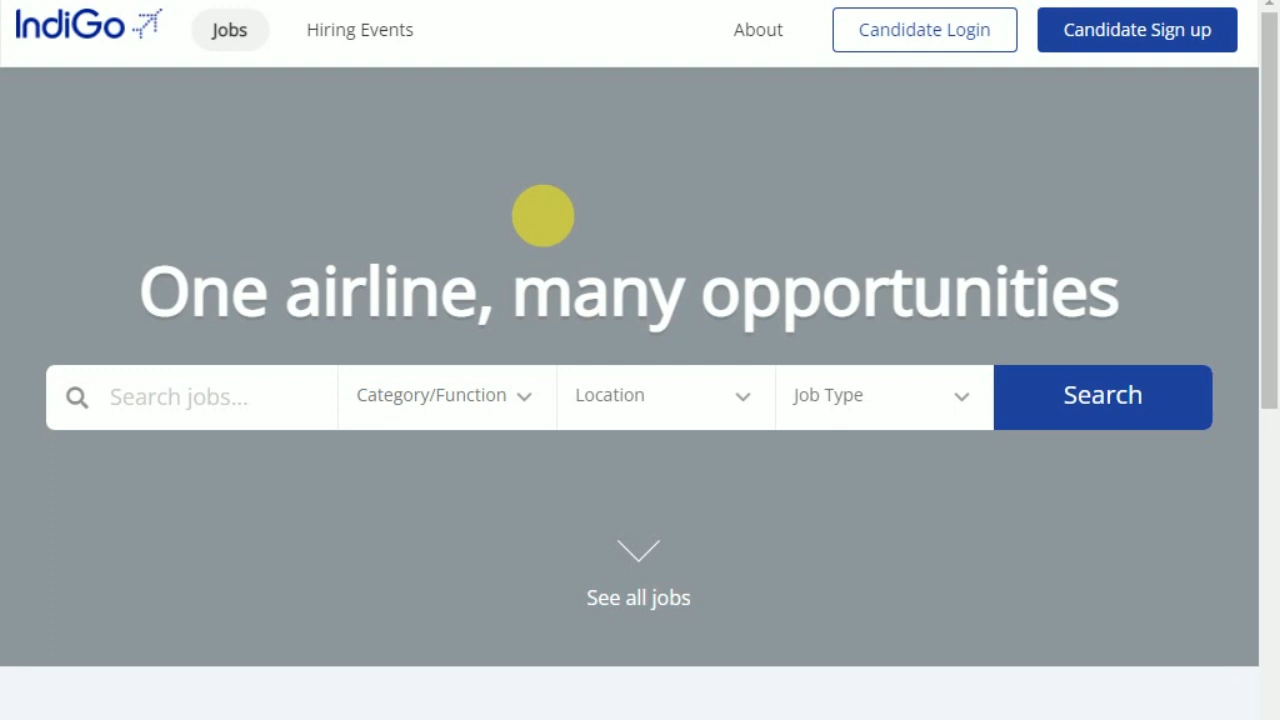 IndiGo Jobs Hiring Events About Candidate Login Candidate Sign up
One airline, many opportunities
Search jobs... Category/Function Location Job Type Search
See all jobs